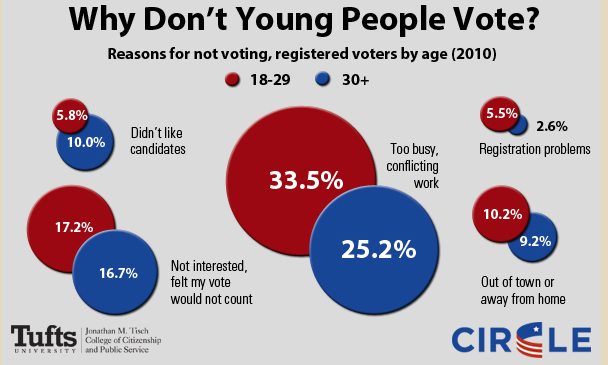 Why Don't Young People Vote?
Reasons for not voting, registered voters by age (2010)
18-29
30+
5.8%
10.0%
Didn't like
candidates
33.5%
25.2%
Too busy,
conflicting
work
5.5%
2.6%
Registration problems
17.2%
16.7%
Not interested,
felt my vote
would not count
10.2%
9.2%
Out of town or
away from home
Tufts
UNIVERSITY
Jonathan M. Tisch
College of Citizenship
and Public Service
CIRCLE